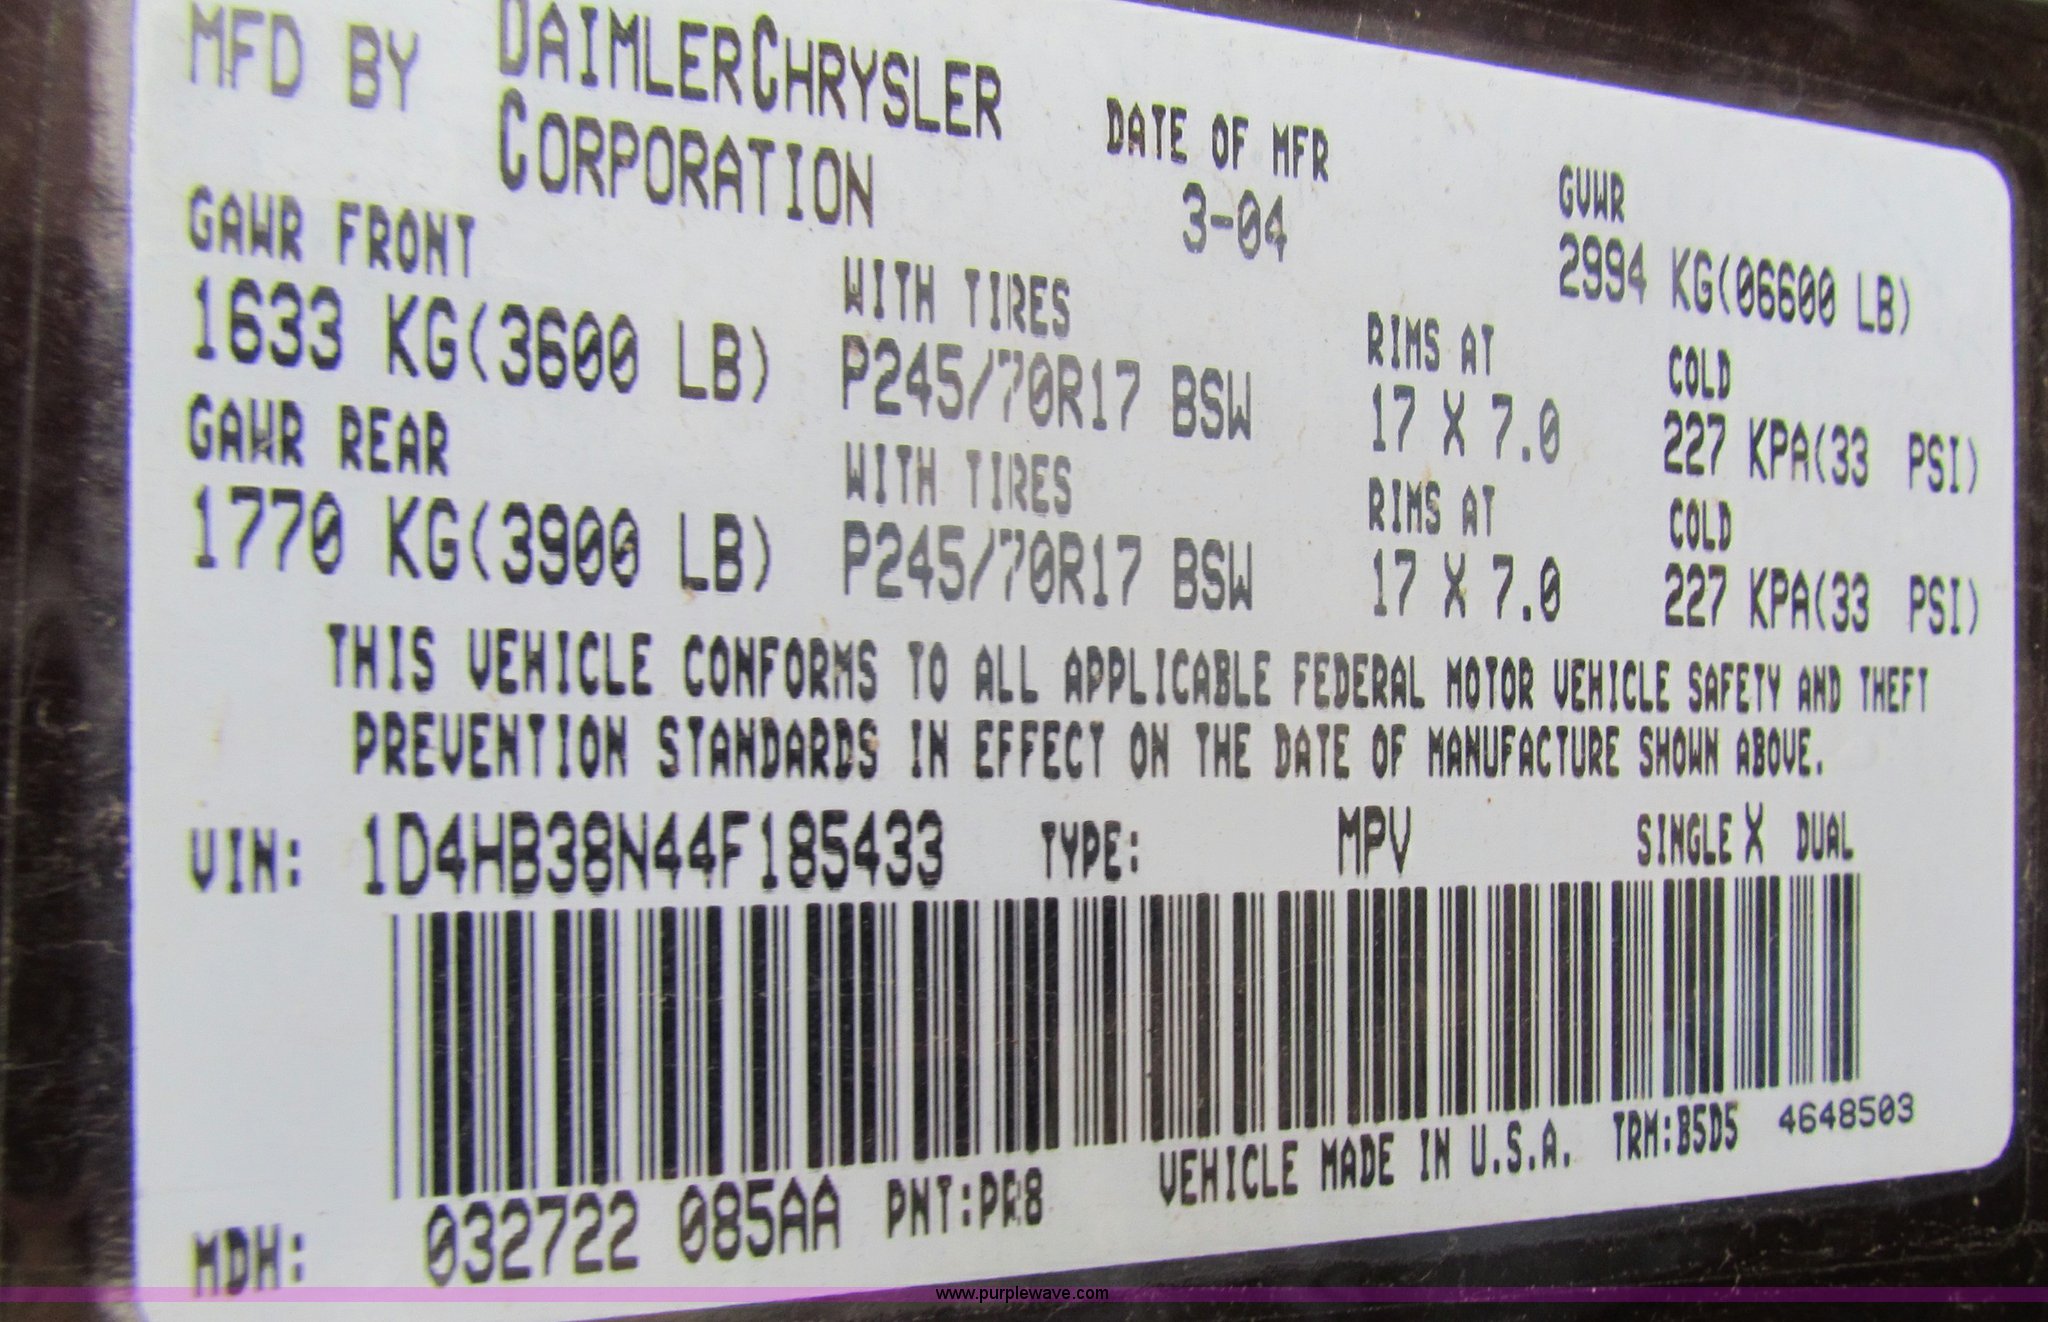 MFD BY DAIMLERCHRYSLER CORPORATION
DATE OF MFR 3-04
GVWR 2994 KG(06600 LB)
GAWR FRONT WITH TIRES RIMS AT COLD
1633 KG(3600 LB) P245/70R17 BSW 17 X 7.0 227 KPA(33 PSI)
GAWR REAR WITH TIRES RIMS AT COLD
1770 KG(3900 LB) P245/70R17 BSW 17 X 7.0 227 KPA(33 PSI)
THIS VEHICLE CONFORMS TO ALL APPLICABLE FEDERAL MOTOR VEHICLE SAFETY AND THEFT
PREVENTION STANDARDS IN EFFECT ON THE DATE OF MANUFACTURE SHOWN ABOVE.
VIN: 1D4HB38N44F185433 TYPE: MPV SINGLE X DUAL
MDH: 032722 085AA PNT:PR8 VEHICLE MADE IN U.S.A. TRM:B5D5 4648503
www.purplewave.com